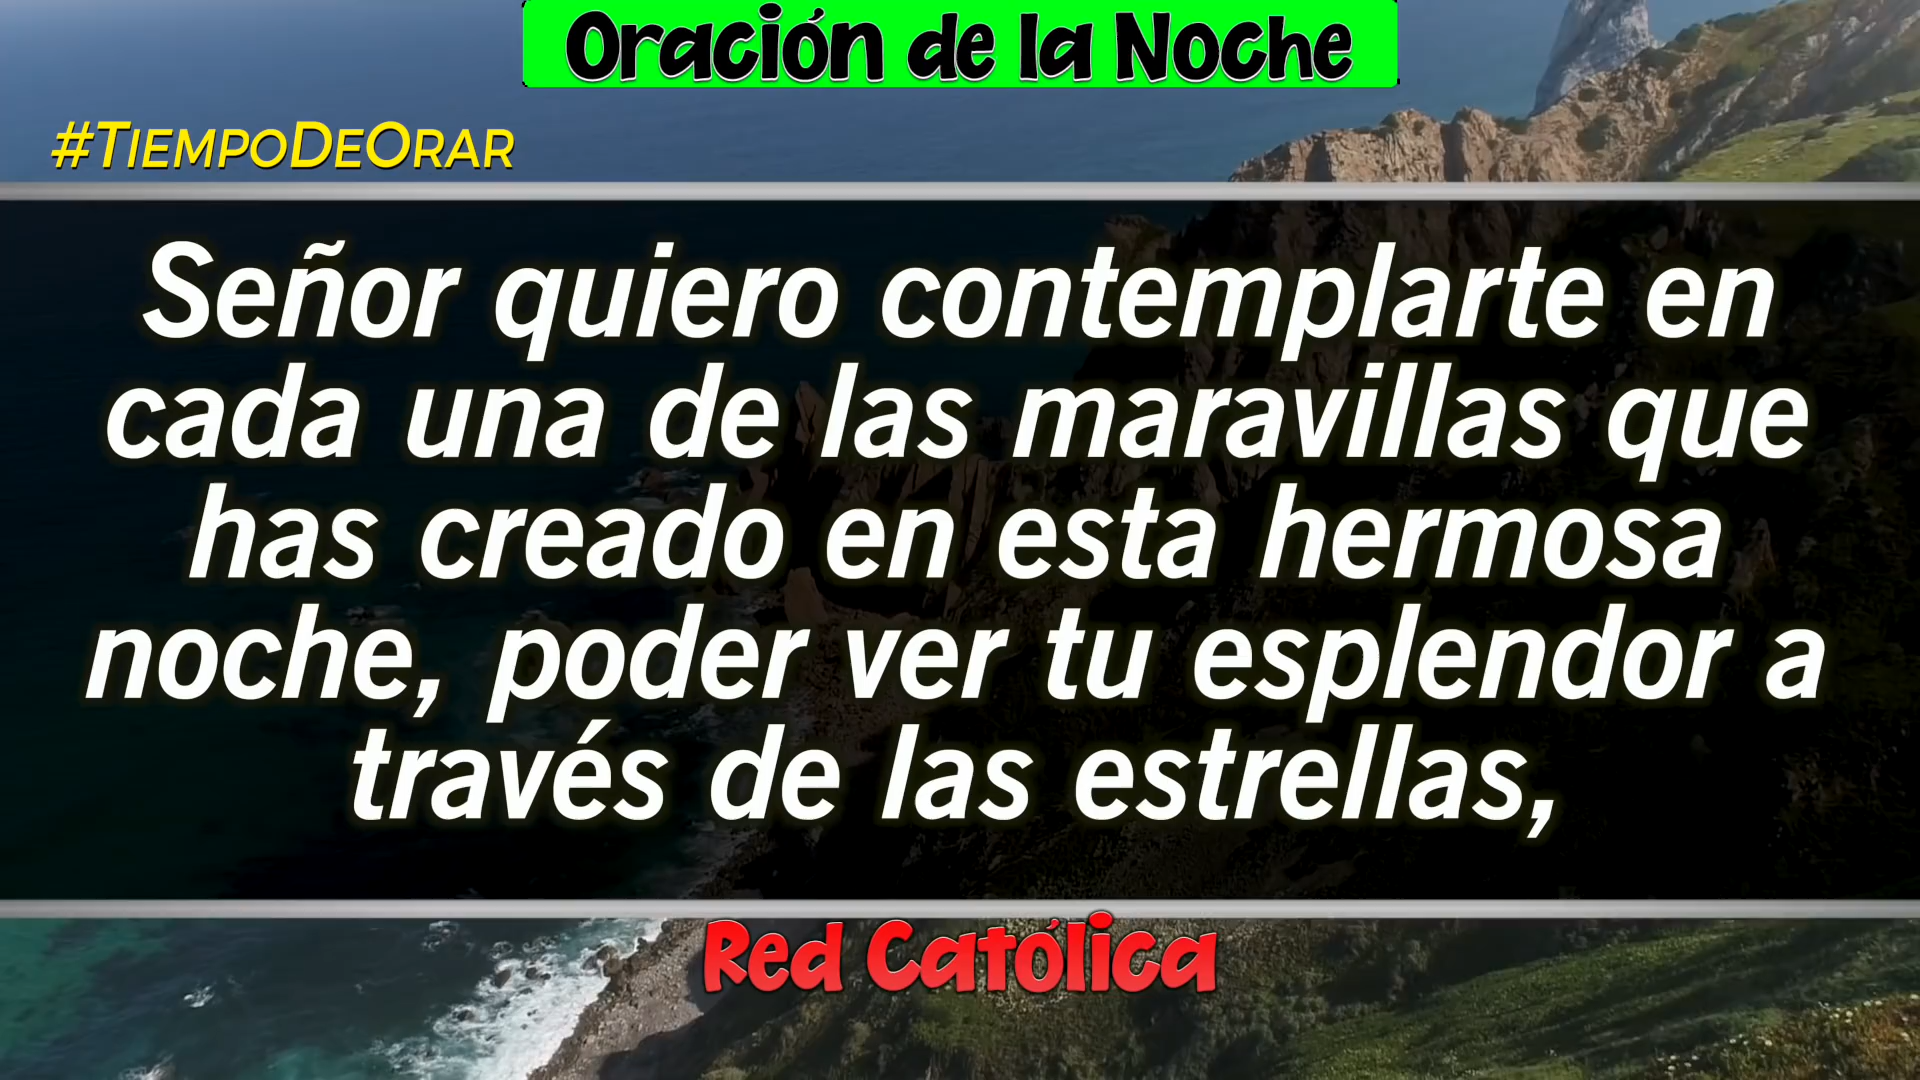 Oración de la Noche
#TiempoDeOrar
Señor quiero contemplarte en
cada una de las maravillas que
has creado en esta hermosa
noche, poder ver tu esplendor a
través de las estrellas,
Red Católica